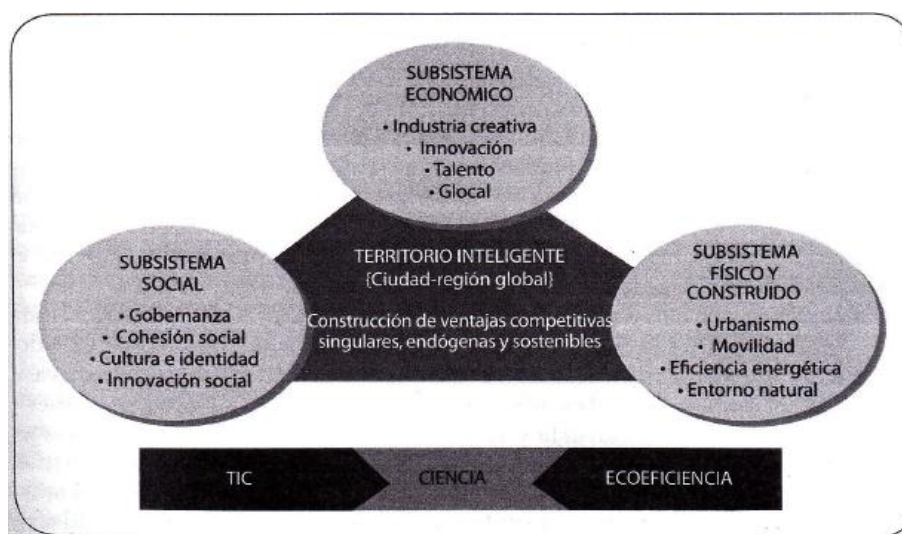 SUBSISTEMA
ECONÓMICO
• Industria creativa
• Innovación
• Talento
• Glocal
SUBSISTEMA
SOCIAL
• Gobernanza
• Cohesión social
• Cultura e identidad
• Innovación social
TERRITORIO INTELIGENTE
{Ciudad-región global}
Construcción de ventajas competitivas
singulares, endógenas y sostenibles
SUBSISTEMA
FÍSICO Y
CONSTRUIDO
• Urbanismo
• Movilidad
• Eficiencia energética
• Entorno natural
TIC
CIENCIA
ECOEFICIENCIA